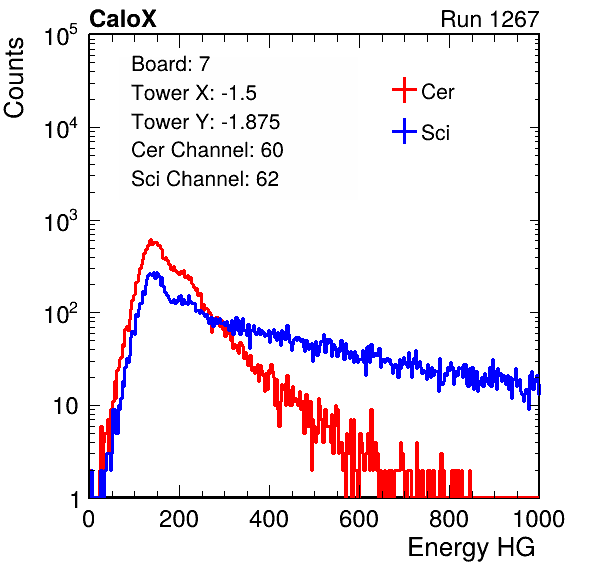 CaloX Run 1267
Counts
10^5
10^4
10^3
10^2
10
1
Board: 7
Tower X: -1.5
Tower Y: -1.875
Cer Channel: 60
Sci Channel: 62
Cer
Sci
0 200 400 600 800 1000
Energy HG